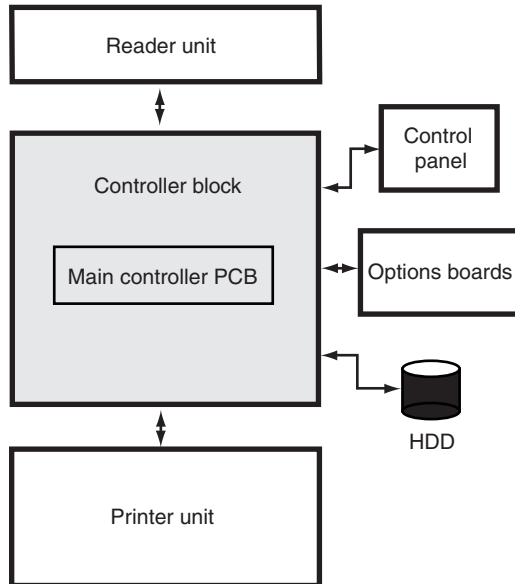 Reader unit
Control
panel
Controller block
Main controller PCB
Options boards
HDD
Printer unit